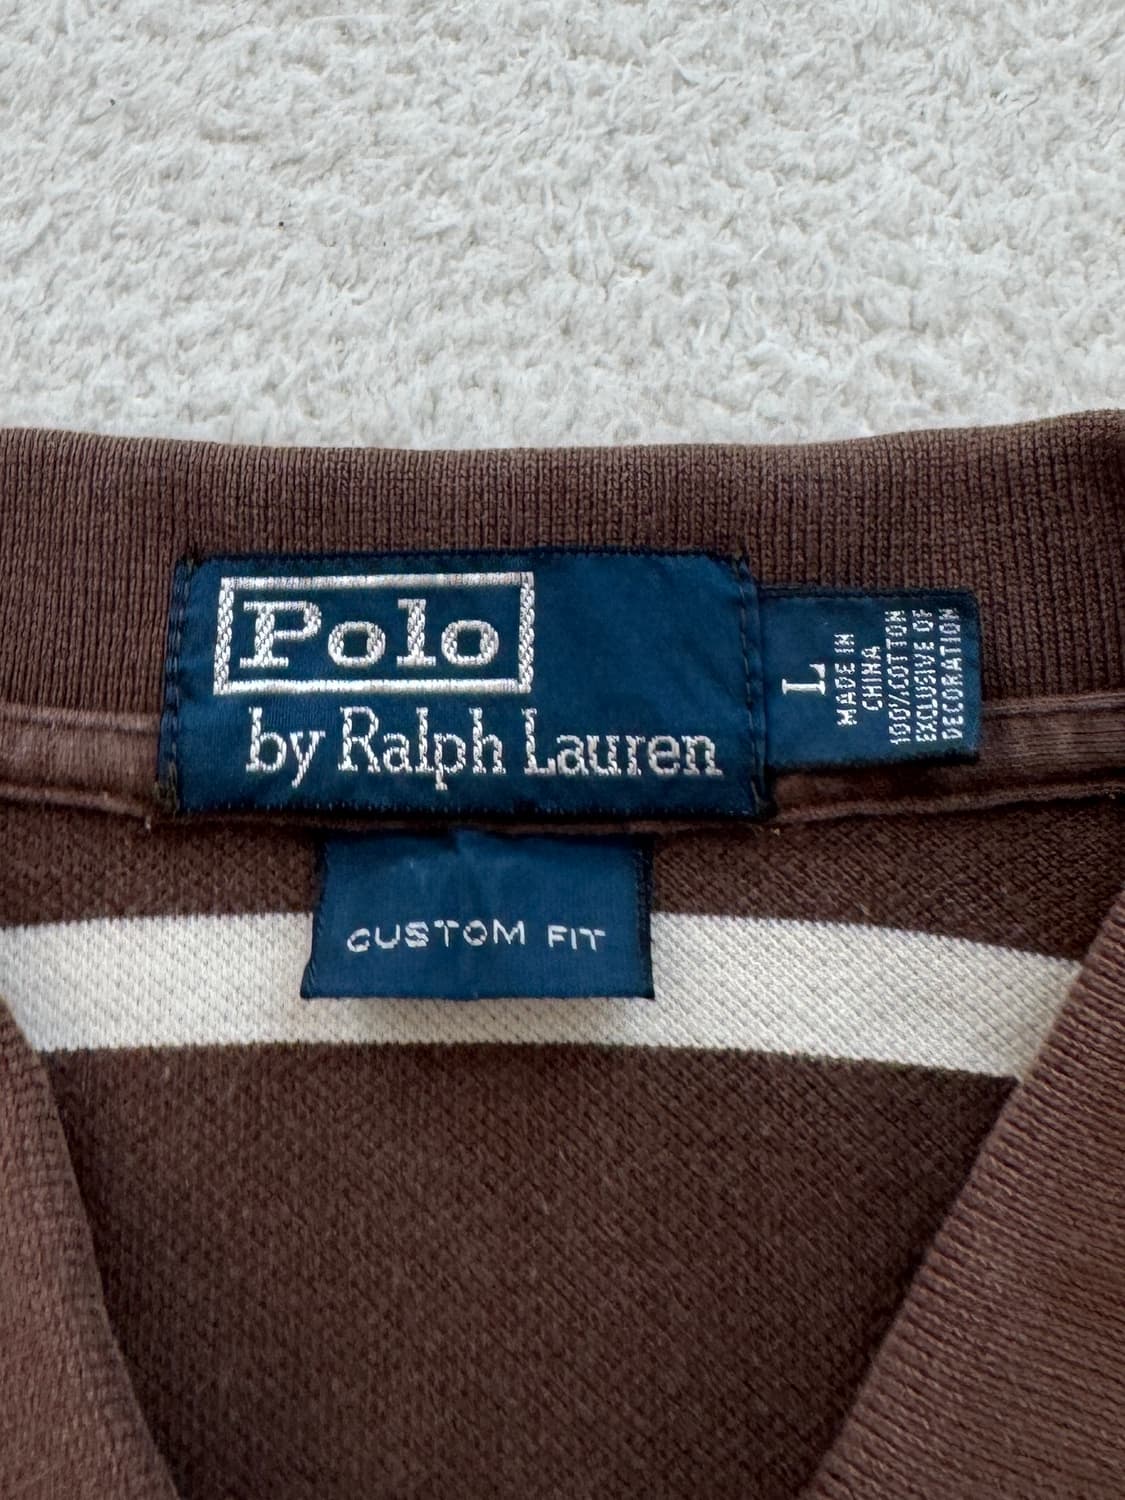 Polo
by Ralph Lauren
L
MADE IN
CHINA
100% COTTON
EXCLUSIVE OF
DECORATION
CUSTOM FIT